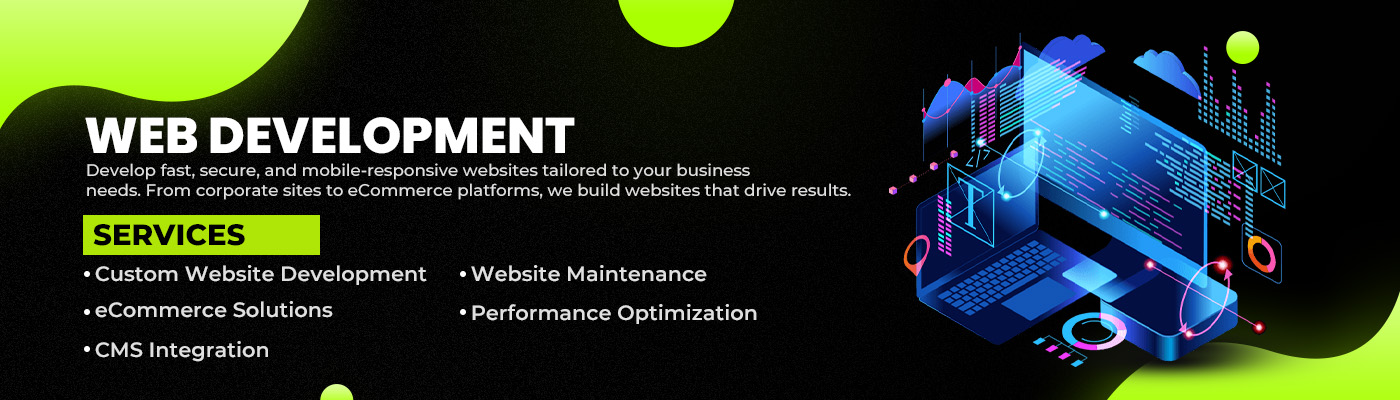 WEB DEVELOPMENT
Develop fast, secure, and mobile-responsive websites tailored to your business
needs. From corporate sites to eCommerce platforms, we build websites that drive results.
SERVICES
• Custom Website Development
• eCommerce Solutions
• CMS Integration
• Website Maintenance
• Performance Optimization
</>
T